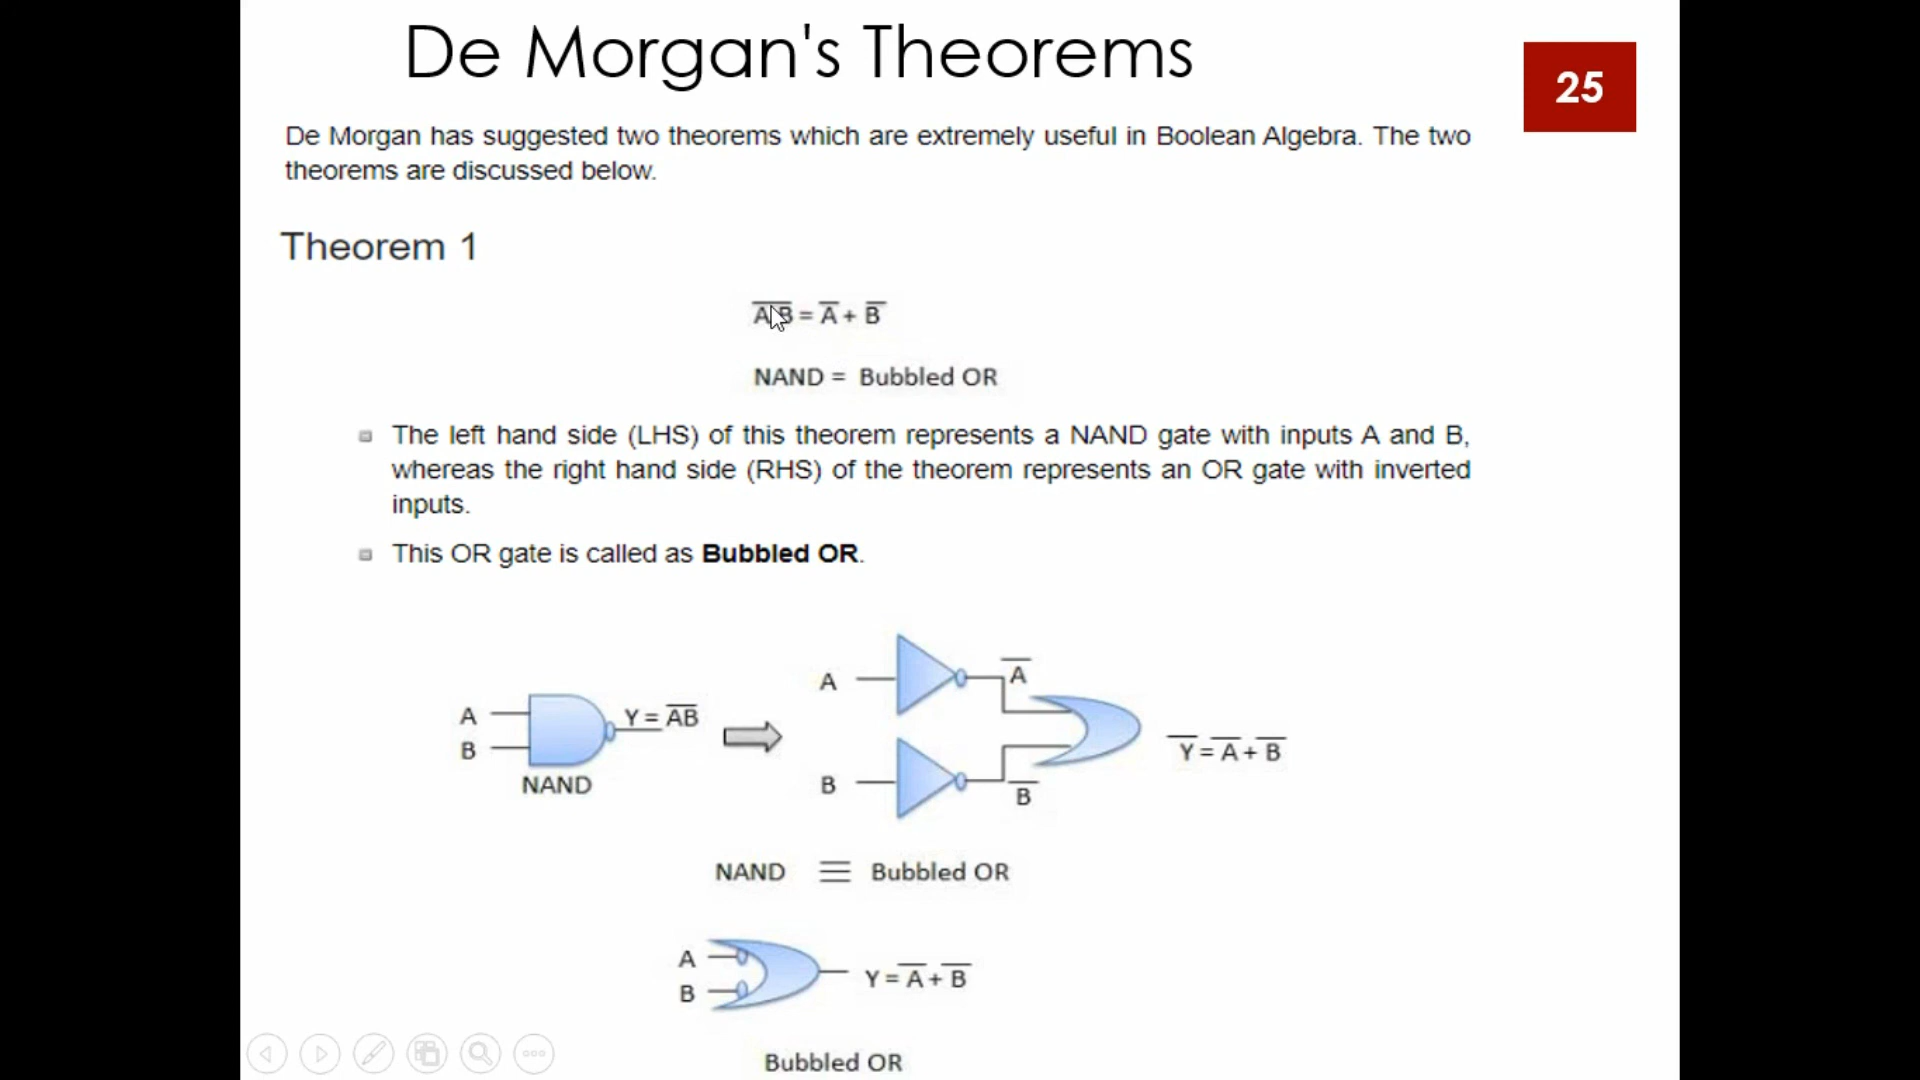 De Morgan's Theorems
25
De Morgan has suggested two theorems which are extremely useful in Boolean Algebra. The two
theorems are discussed below.
Theorem 1
A̅B̅ = A̅ + B̅
NAND = Bubbled OR
The left hand side (LHS) of this theorem represents a NAND gate with inputs A and B,
whereas the right hand side (RHS) of the theorem represents an OR gate with inverted
inputs.
This OR gate is called as Bubbled OR.
A
B
Y = A̅B̅
NAND
A
A̅
B
B̅
Y̅ = A̅ + B̅
NAND ≡ Bubbled OR
A
B
Y = A̅ + B̅
Bubbled OR